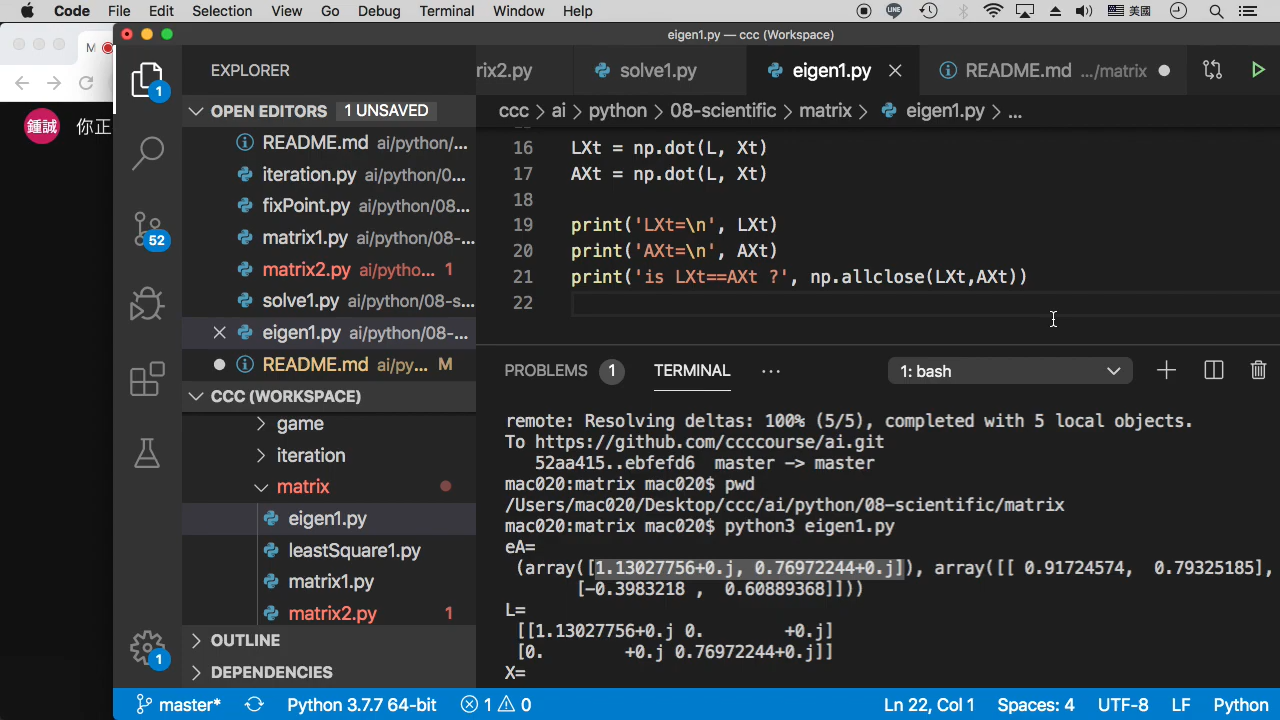 Code File Edit Selection View Go Debug Terminal Window Help
美國
eigen1.py — ccc (Workspace)
M
鍾誠 你正
EXPLORER
OPEN EDITORS 1 UNSAVED
README.md ai/python/...
iteration.py ai/python/0...
fixPoint.py ai/python/08...
matrix1.py ai/python/08-...
matrix2.py ai/pytho... 1
solve1.py ai/python/08-s...
eigen1.py ai/python/08-...
README.md ai/py... M
CCC (WORKSPACE)
game
iteration
matrix
eigen1.py
leastSquare1.py
matrix1.py
matrix2.py 1
OUTLINE
DEPENDENCIES
1
52
1
rix2.py solve1.py eigen1.py README.md .../matrix
ccc > ai > python > 08-scientific > matrix > eigen1.py > ...
16 LXt = np.dot(L, Xt)
17 AXt = np.dot(L, Xt)
18
19 print('LXt=\n', LXt)
20 print('AXt=\n', AXt)
21 print('is LXt==AXt ?', np.allclose(LXt,AXt))
22
PROBLEMS 1 TERMINAL ... 1: bash
remote: Resolving deltas: 100% (5/5), completed with 5 local objects.
To https://github.com/ccccourse/ai.git
52aa415..ebfefd6 master -> master
mac020:matrix mac020$ pwd
/Users/mac020/Desktop/ccc/ai/python/08-scientific/matrix
mac020:matrix mac020$ python3 eigen1.py
eA=
(array([1.13027756+0.j, 0.76972244+0.j]), array([[ 0.91724574, 0.79325185],
[-0.3983218 , 0.60889368]]))
L=
[[1.13027756+0.j 0. +0.j]
[0. +0.j 0.76972244+0.j]]
X=
master* Python 3.7.7 64-bit 1 0 Ln 22, Col 1 Spaces: 4 UTF-8 LF Python